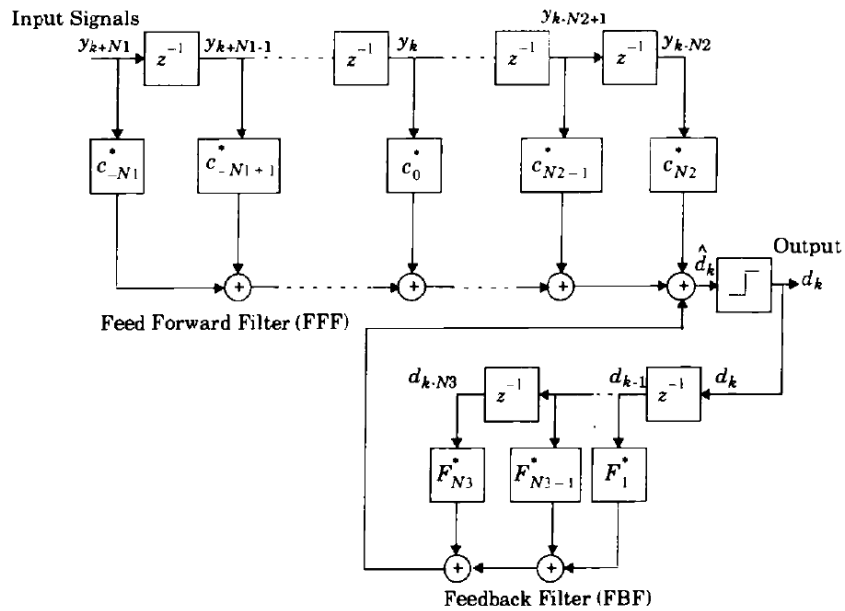 Input Signals
y_{k+N1} z^{-1} y_{k+N1-1} z^{-1} y_k z^{-1} y_{k-N2+1} z^{-1} y_{k-N2}
c^*_{-N1} c^*_{-N1+1} c^*_0 c^*_{N2-1} c^*_{N2}
+ + + + \hat{d}_k Output d_k
Feed Forward Filter (FFF)
d_{k-N3} z^{-1} d_{k-1} z^{-1} d_k
F^*_{N3} F^*_{N3-1} F^*_1
+ +
Feedback Filter (FBF)